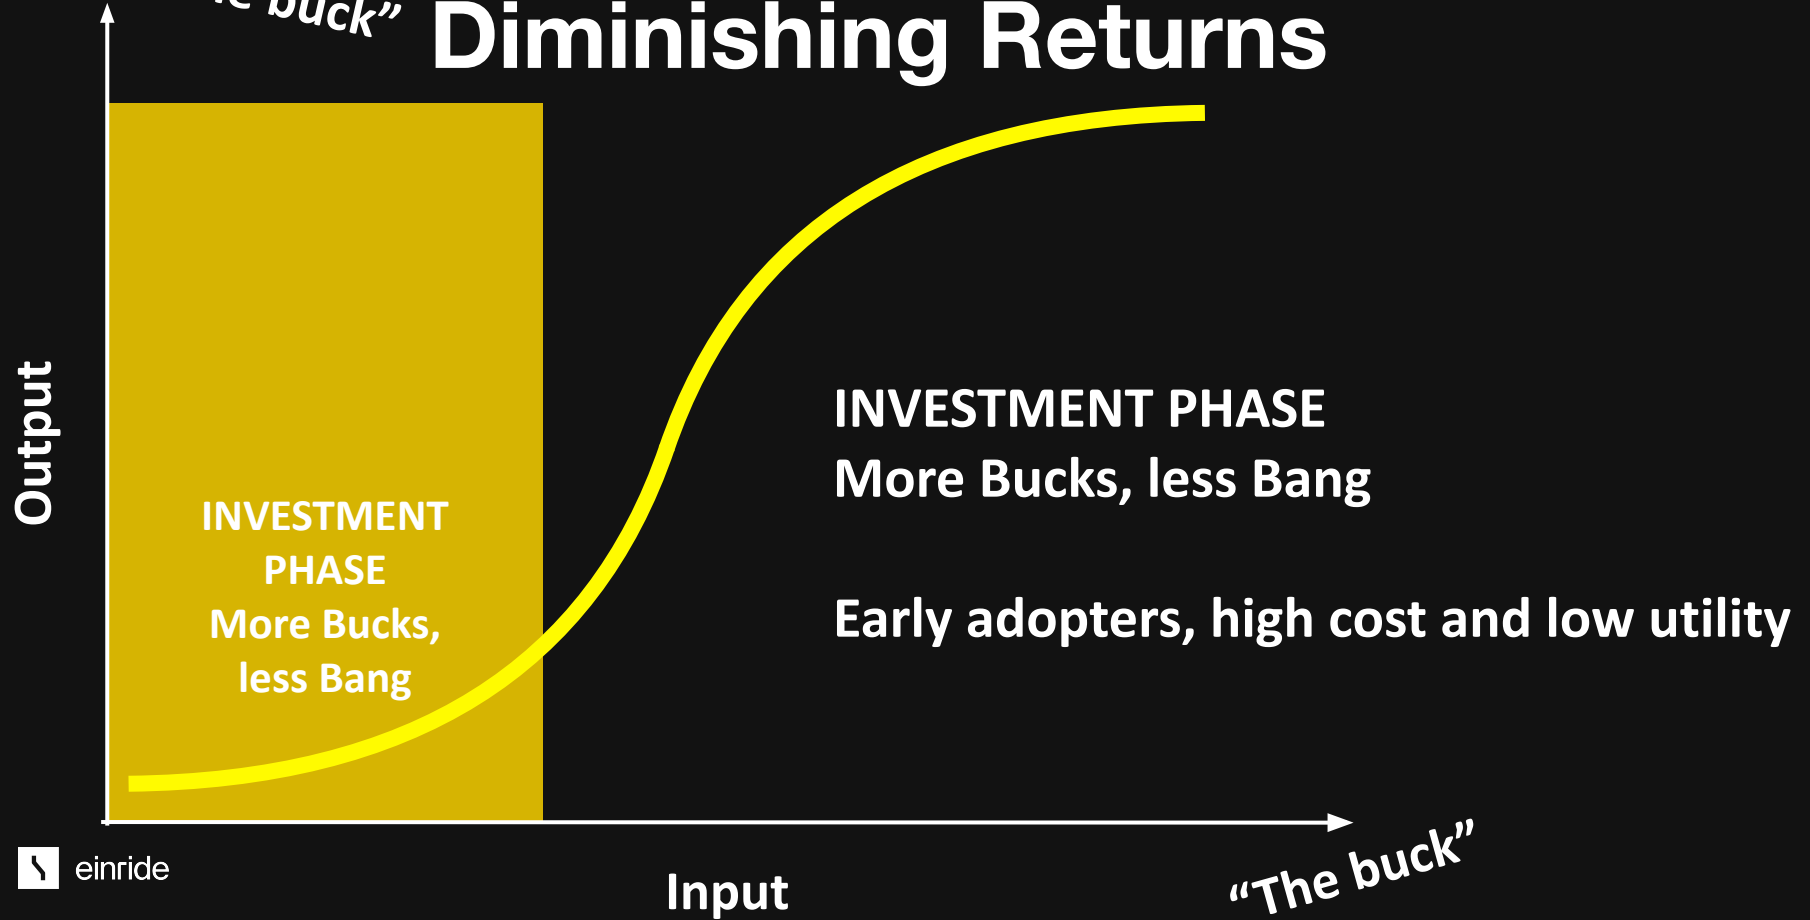 buck”
Diminishing Returns
Output
INVESTMENT
PHASE
More Bucks,
less Bang
INVESTMENT PHASE
More Bucks, less Bang
Early adopters, high cost and low utility
einride
Input
“The buck”